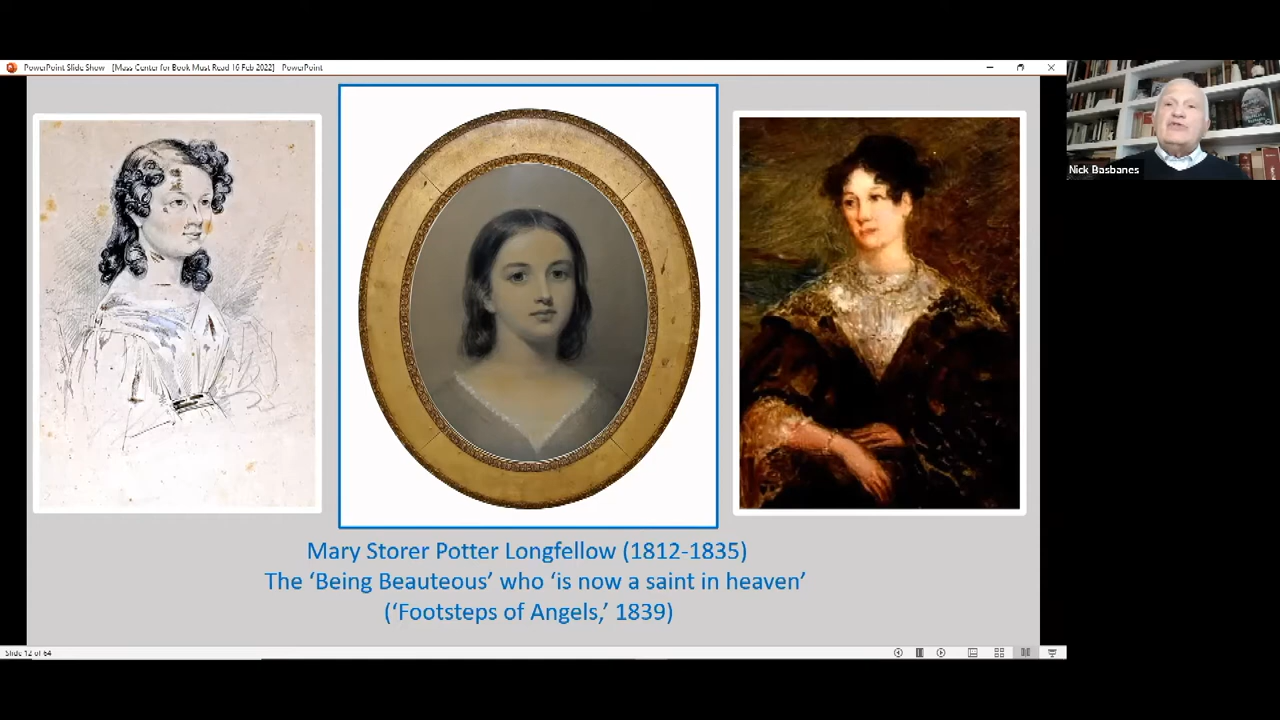 PowerPoint Slide Show - [Mass Center for Book Must Read 16 Feb 2022] - PowerPoint
Nick Basbanes
Mary Storer Potter Longfellow (1812-1835)
The ‘Being Beauteous’ who ‘is now a saint in heaven’
(‘Footsteps of Angels,’ 1839)
Slide 12 of 64